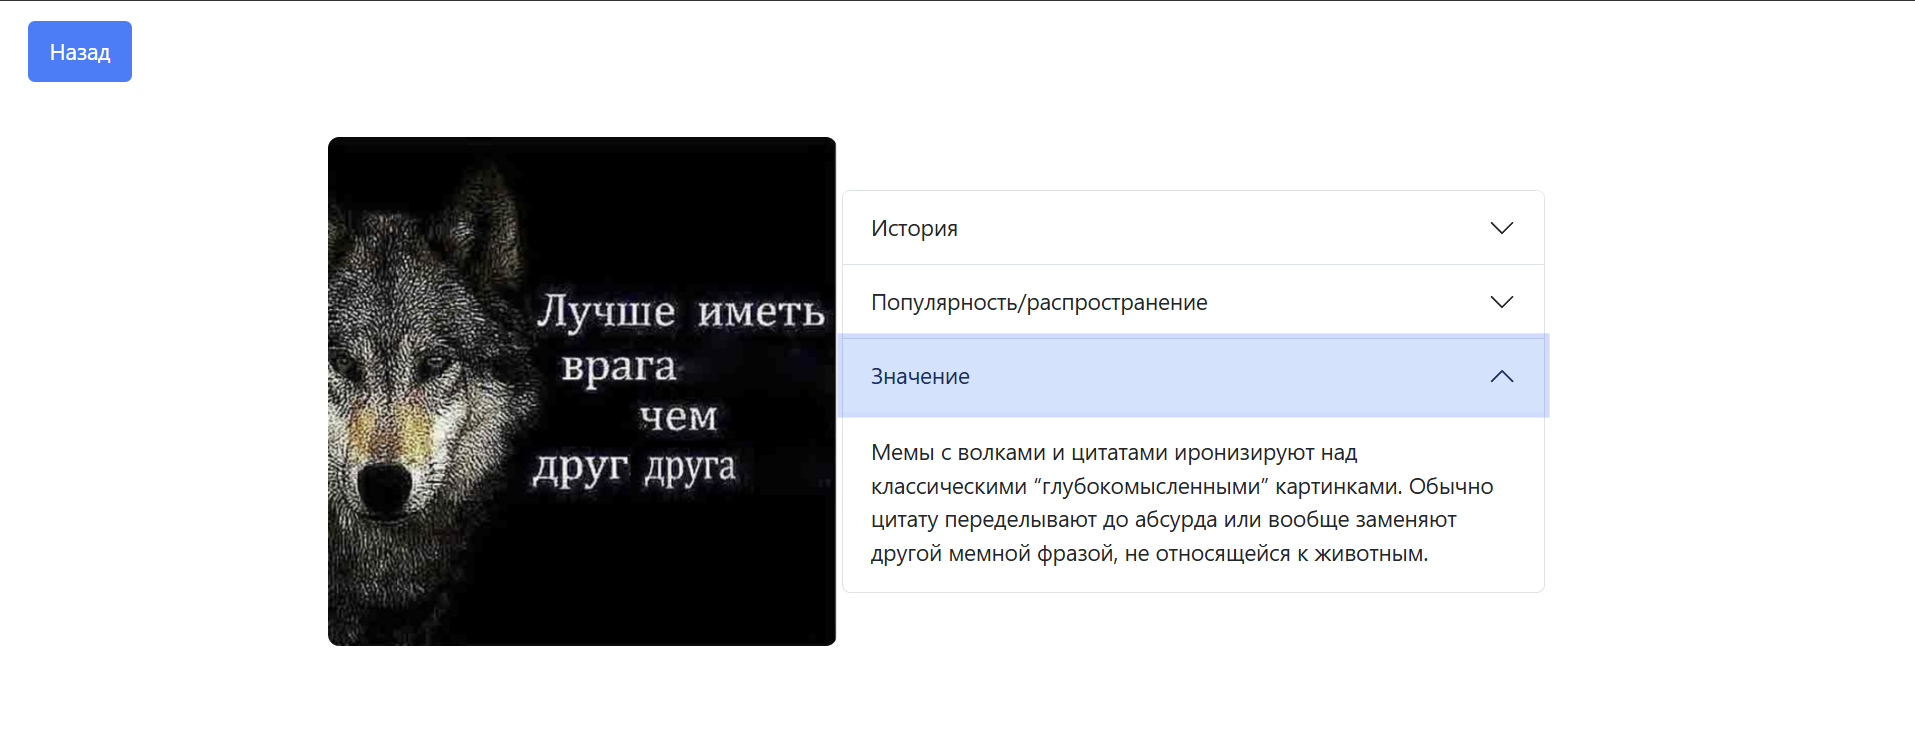 Назад
Лучше иметь
врага
чем
друг друга
История
Популярность/распространение
Значение
Мемы с волками и цитатами иронизируют над
классическими “глубокомысленными” картинками. Обычно
цитату переделывают до абсурда или вообще заменяют
другой мемной фразой, не относящейся к животным.